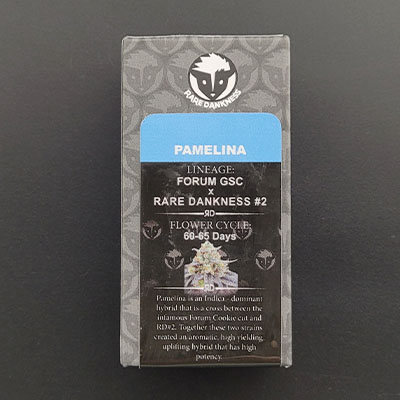 RARE DANKNESS
PAMELINA
LINEAGE:
FORUM GSC
x
RARE DANKNESS #2
RD
FLOWER CYCLE:
60-65 Days
RD
Pamelina is an Indica - dominant
hybrid that is a cross between the
infamous Forum Cookie cut and
RD#2. Together these two strains
created an aromatic, high yielding,
uplifting hybrid that has high
potency.